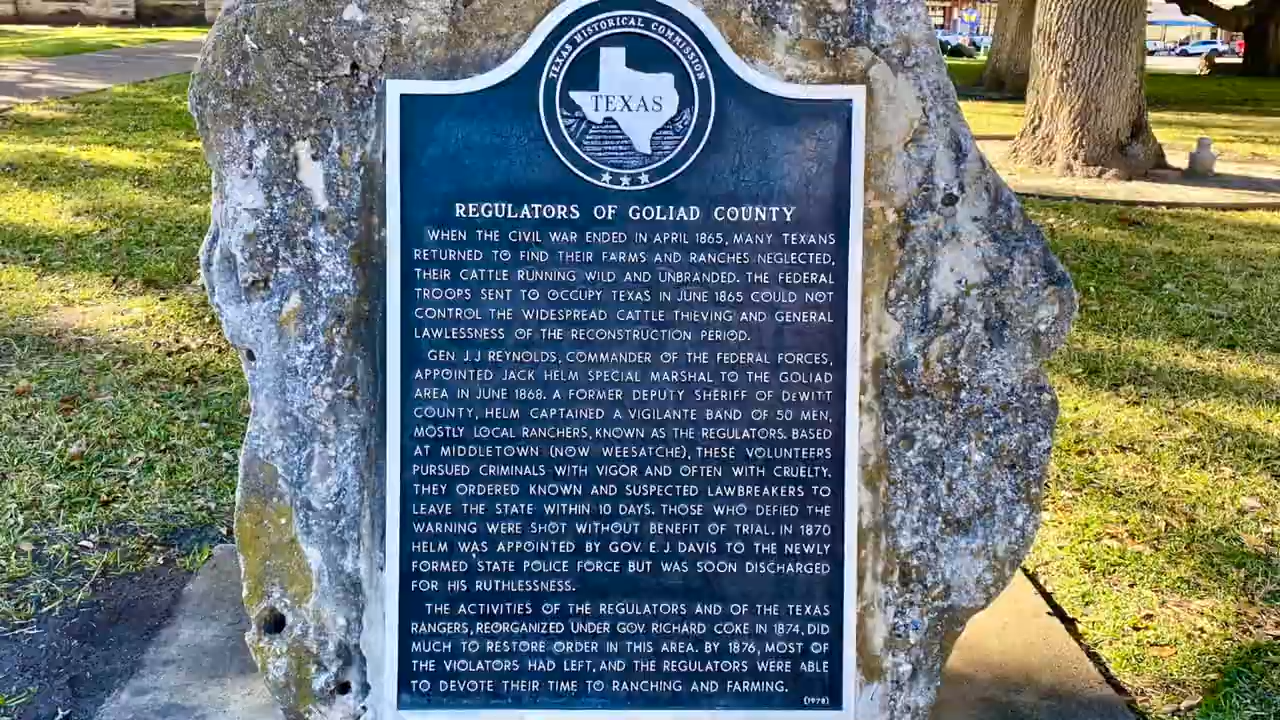 TEXAS HISTORICAL COMMISSION
TEXAS
REGULATORS OF GOLIAD COUNTY
WHEN THE CIVIL WAR ENDED IN APRIL 1865, MANY TEXANS
RETURNED TO FIND THEIR FARMS AND RANCHES NEGLECTED,
THEIR CATTLE RUNNING WILD AND UNBRANDED. THE FEDERAL
TROOPS SENT TO OCCUPY TEXAS IN JUNE 1865 COULD NOT
CONTROL THE WIDESPREAD CATTLE THIEVING AND GENERAL
LAWLESSNESS OF THE RECONSTRUCTION PERIOD.
GEN. J.J REYNOLDS, COMMANDER OF THE FEDERAL FORCES,
APPOINTED JACK HELM SPECIAL MARSHAL TO THE GOLIAD
AREA IN JUNE 1868. A FORMER DEPUTY SHERIFF OF DeWITT
COUNTY, HELM CAPTAINED A VIGILANTE BAND OF 50 MEN,
MOSTLY LOCAL RANCHERS, KNOWN AS THE REGULATORS. BASED
AT MIDDLETOWN (NOW WEESATCHE), THESE VOLUNTEERS
PURSUED CRIMINALS WITH VIGOR AND OFTEN WITH CRUELTY.
THEY ORDERED KNOWN AND SUSPECTED LAWBREAKERS TO
LEAVE THE STATE WITHIN 10 DAYS. THOSE WHO DEFIED THE
WARNING WERE SHOT WITHOUT BENEFIT OF TRIAL. IN 1870
HELM WAS APPOINTED BY GOV. E. J. DAVIS TO THE NEWLY
FORMED STATE POLICE FORCE BUT WAS SOON DISCHARGED
FOR HIS RUTHLESSNESS.
THE ACTIVITIES OF THE REGULATORS AND OF THE TEXAS
RANGERS, REORGANIZED UNDER GOV. RICHARD COKE IN 1874, DID
MUCH TO RESTORE ORDER IN THIS AREA. BY 1876, MOST OF
THE VIOLATORS HAD LEFT, AND THE REGULATORS WERE ABLE
TO DEVOTE THEIR TIME TO RANCHING AND FARMING.
(1978)